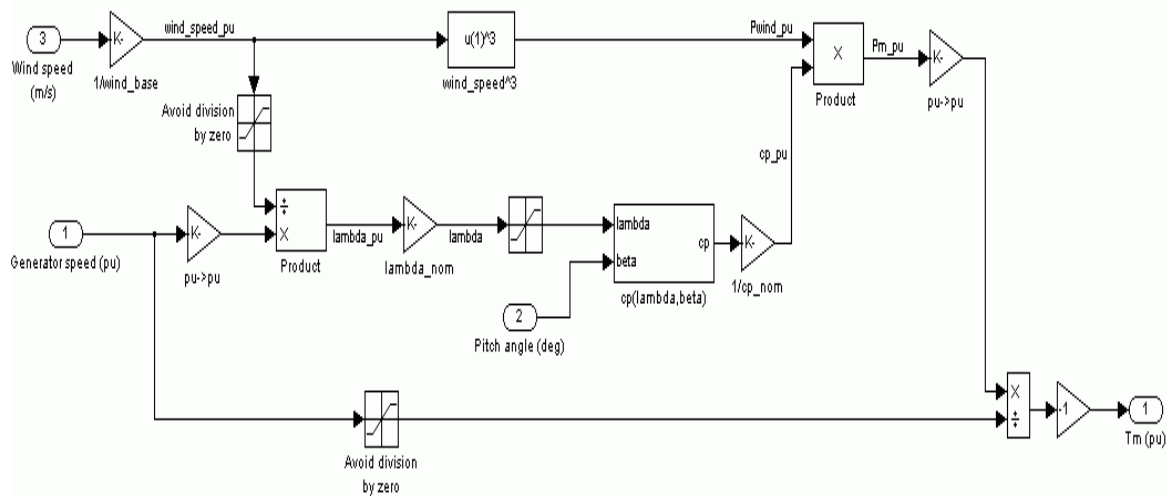 3
Wind speed
(m/s)
K-
1/wind_base
wind_speed_pu
u(1)^3
wind_speed^3
Pwind_pu
X
Product
Pm_pu
K-
pu->pu
Avoid division
by zero
cp_pu
1
Generator speed (pu)
K-
pu->pu
÷
X
Product
lambda_pu
K-
lambda_nom
lambda
lambda
beta
cp
cp(lambda,beta)
K-
1/cp_nom
2
Pitch angle (deg)
Avoid division
by zero
X
÷
-1
1
Tm (pu)